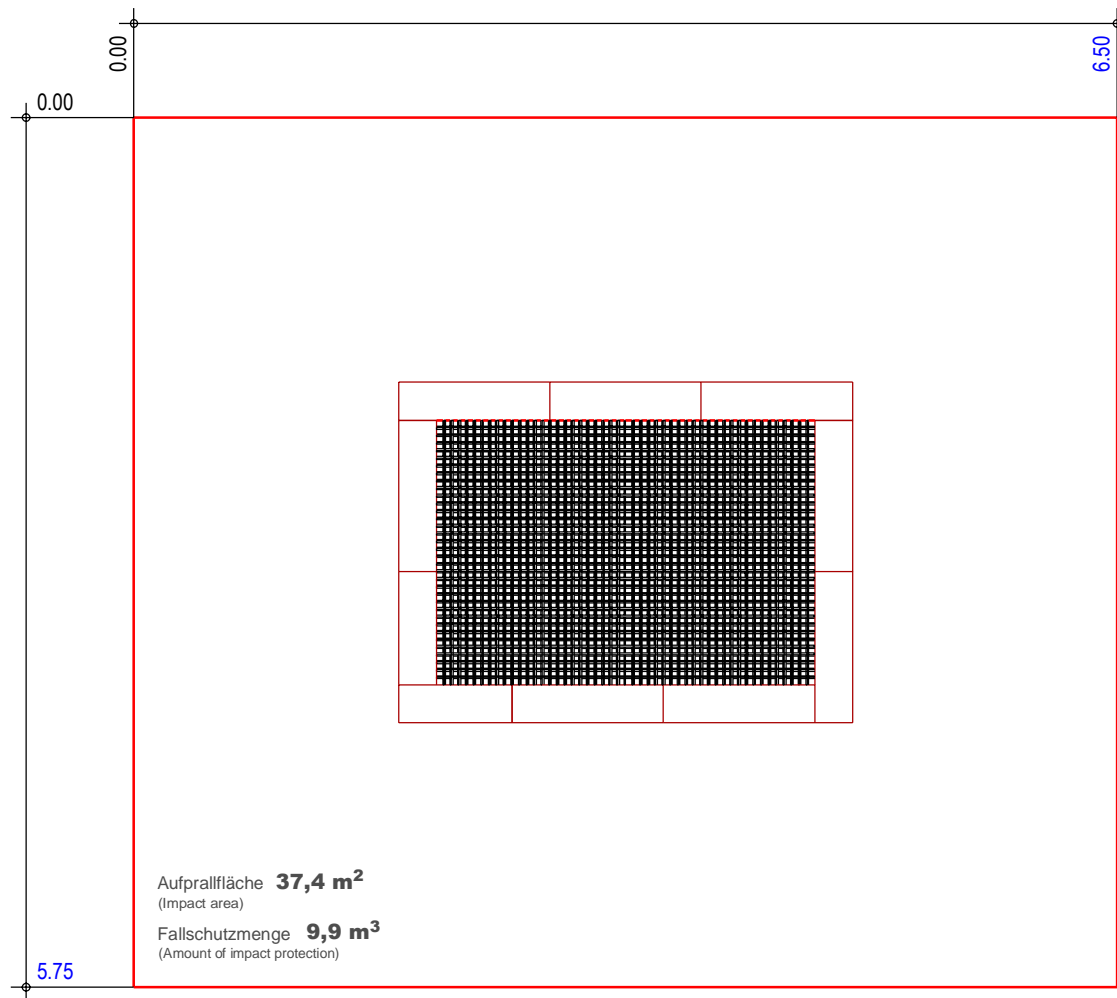 0.00
6.50
0.00
Aufprallfläche 37,4 m²
(Impact area)
Fallschutzmenge 9,9 m³
(Amount of impact protection)
5.75